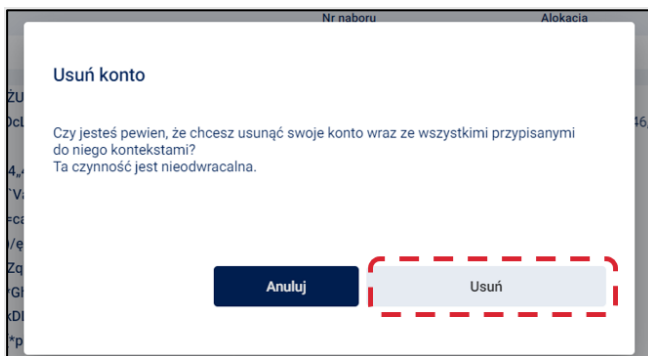 Nr naboru Alokacja
Usuń konto
Czy jesteś pewien, że chcesz usunąć swoje konto wraz ze wszystkimi przypisanymi
do niego kontekstami?
Ta czynność jest nieodwracalna.
Anuluj Usuń